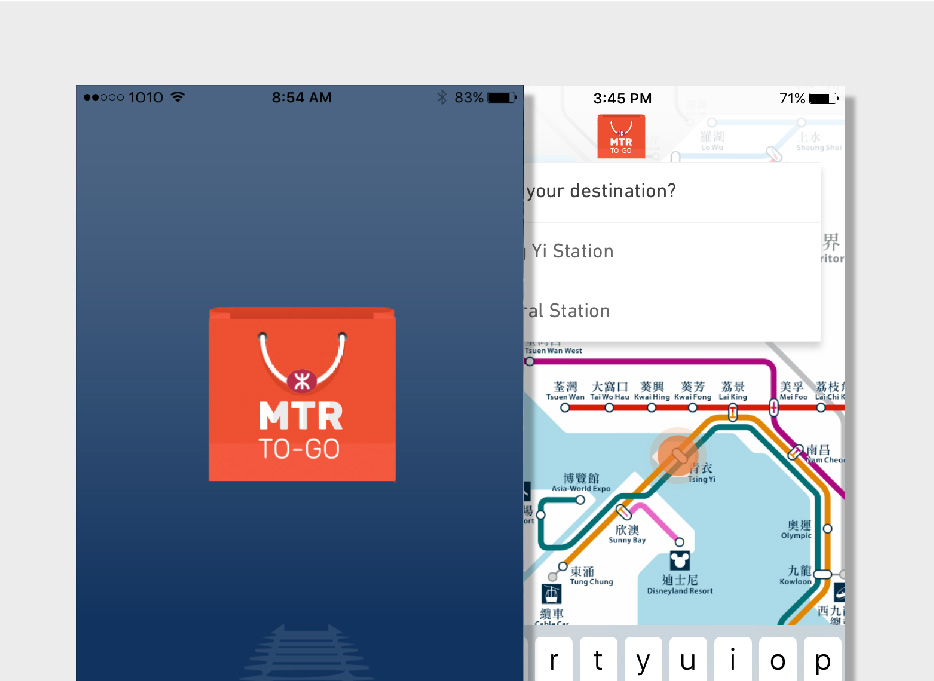 1010 8:54 AM 83%
MTR
TO-GO
3:45 PM 71%
MTR
TO GO
羅湖
Lo Wu
上水
Sheung Shui
your destination?
界
Yi Station
ral Station
Tsuen Wan West
荃灣 大窩口 葵興 葵芳 荔景 美孚 荔枝角
Tsuen Wan Tai Wo Hau Kwai Hing Kwai Fong Lai King Mei Foo Lai Chi K
南昌
Nam Cheo
青衣
Tsing Yi
博覽館
Asia-World Expo
場
ort
欣澳
Sunny Bay
奧運
Olympic
東涌
Tung Chung
迪士尼
Disneyland Resort
九龍
Kowloon
纜車
Cable Car
西九
r t y u i o p